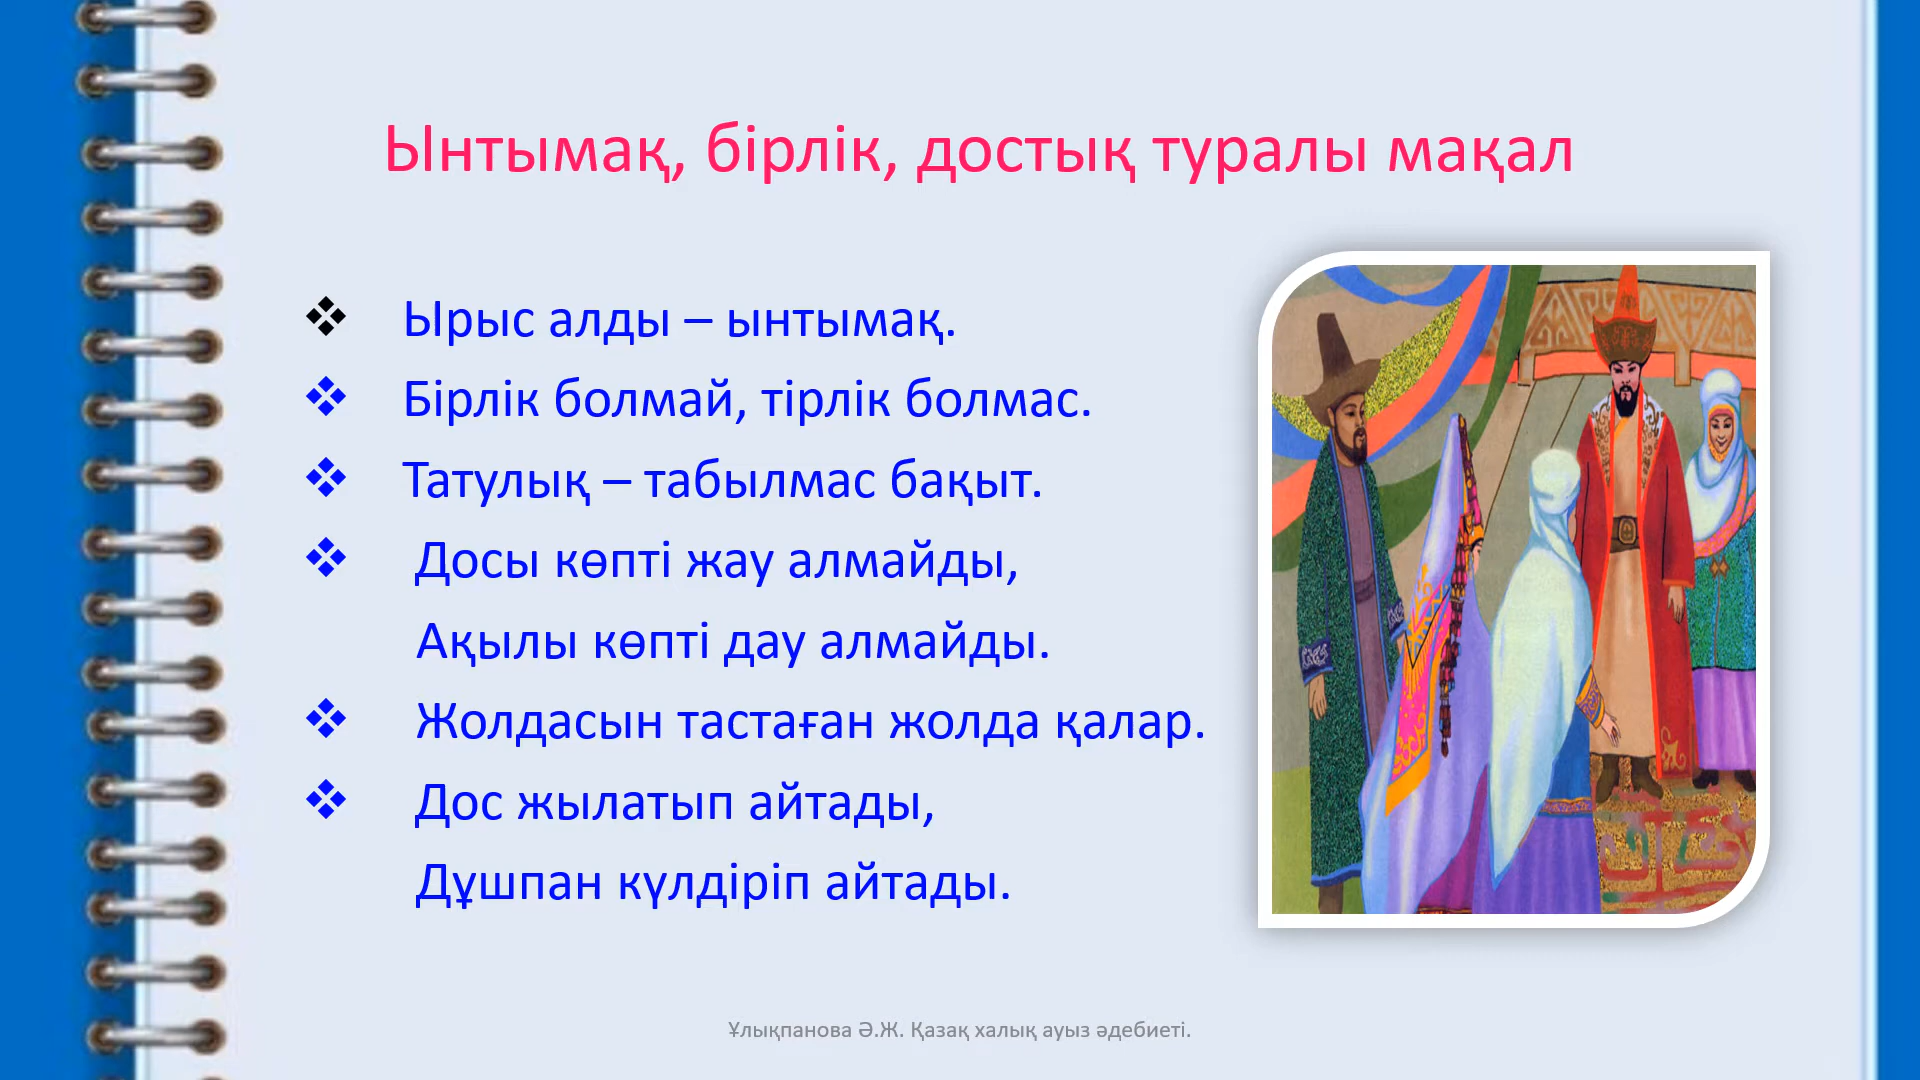 Ынтымақ, бірлік, достық туралы мақал
Ырыс алды – ынтымақ.
Бірлік болмай, тірлік болмас.
Татулық – табылмас бақыт.
Досы көпті жау алмайды,
Ақылы көпті дау алмайды.
Жолдасын тастаған жолда қалар.
Дос жылатып айтады,
Дұшпан күлдіріп айтады.
Ұлықпанова Ә.Ж. Қазақ халық ауыз әдебиеті.